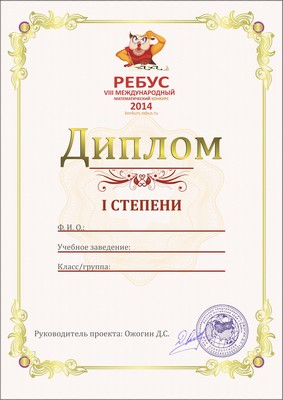 РЕБУС
VIII МЕЖДУНАРОДНЫЙ
МАТЕМАТИЧЕСКИЙ КОНКУРС
2014
Диплом
I СТЕПЕНИ
Ф. И. О.:
Учебное заведение:
Класс/группа:
Руководитель проекта: Ожогин Д.С.